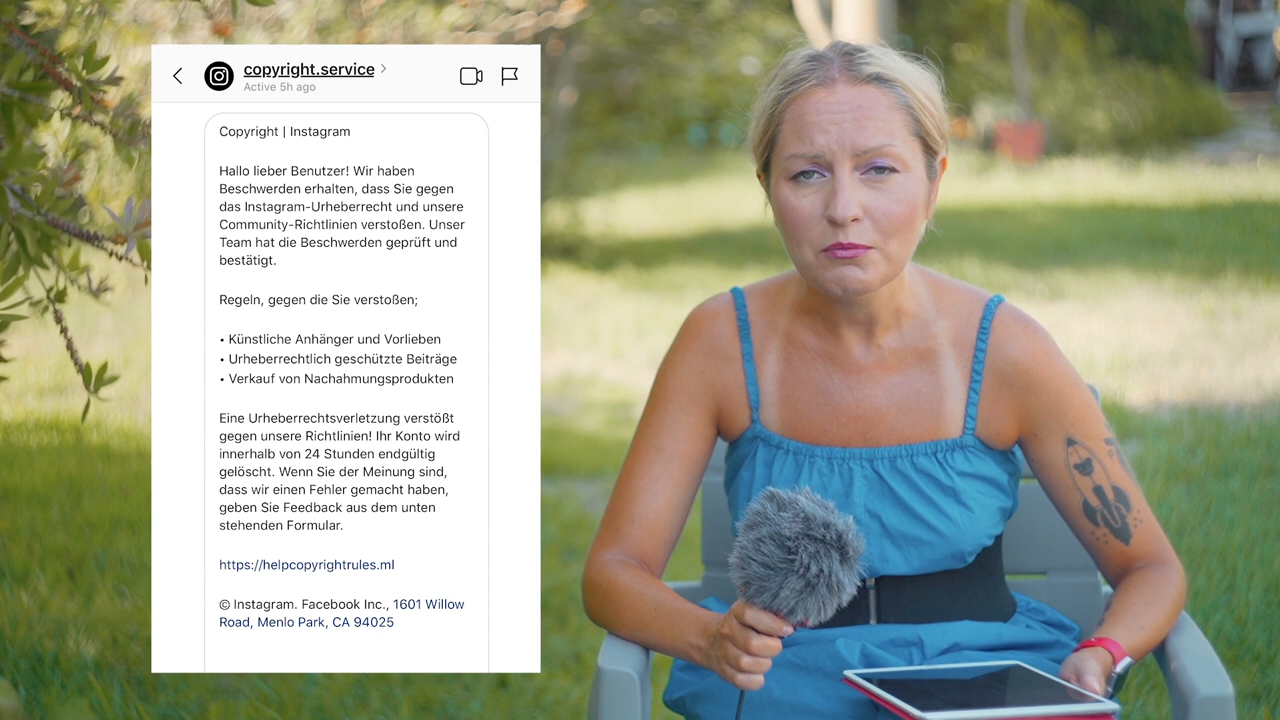 copyright.service
Active 5h ago
Copyright | Instagram
Hallo lieber Benutzer! Wir haben
Beschwerden erhalten, dass Sie gegen
das Instagram-Urheberrecht und unsere
Community-Richtlinien verstoßen. Unser
Team hat die Beschwerden geprüft und
bestätigt.
Regeln, gegen die Sie verstoßen;
• Künstliche Anhänger und Vorlieben
• Urheberrechtlich geschützte Beiträge
• Verkauf von Nachahmungsprodukten
Eine Urheberrechtsverletzung verstößt
gegen unsere Richtlinien! Ihr Konto wird
innerhalb von 24 Stunden endgültig
gelöscht. Wenn Sie der Meinung sind,
dass wir einen Fehler gemacht haben,
geben Sie Feedback aus dem unten
stehenden Formular.
https://helpcopyrightrules.ml
© Instagram. Facebook Inc., 1601 Willow
Road, Menlo Park, CA 94025